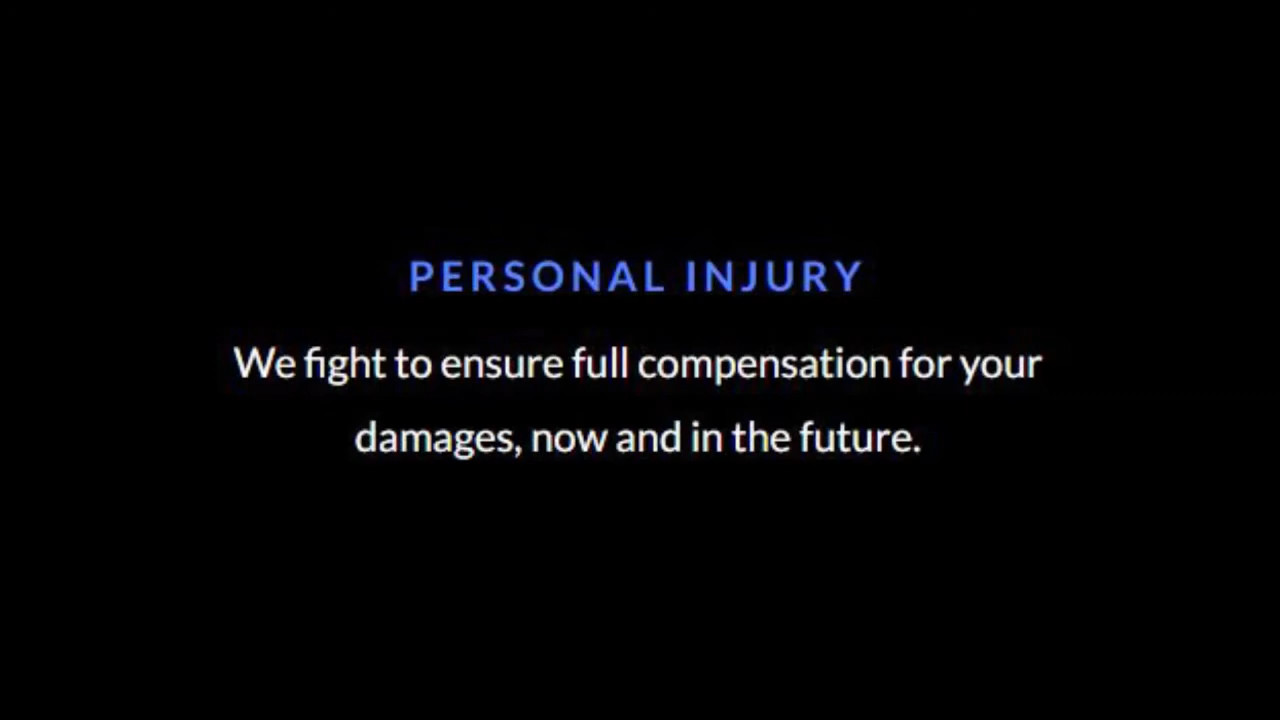 PERSONAL INJURY
We fight to ensure full compensation for your
damages, now and in the future.